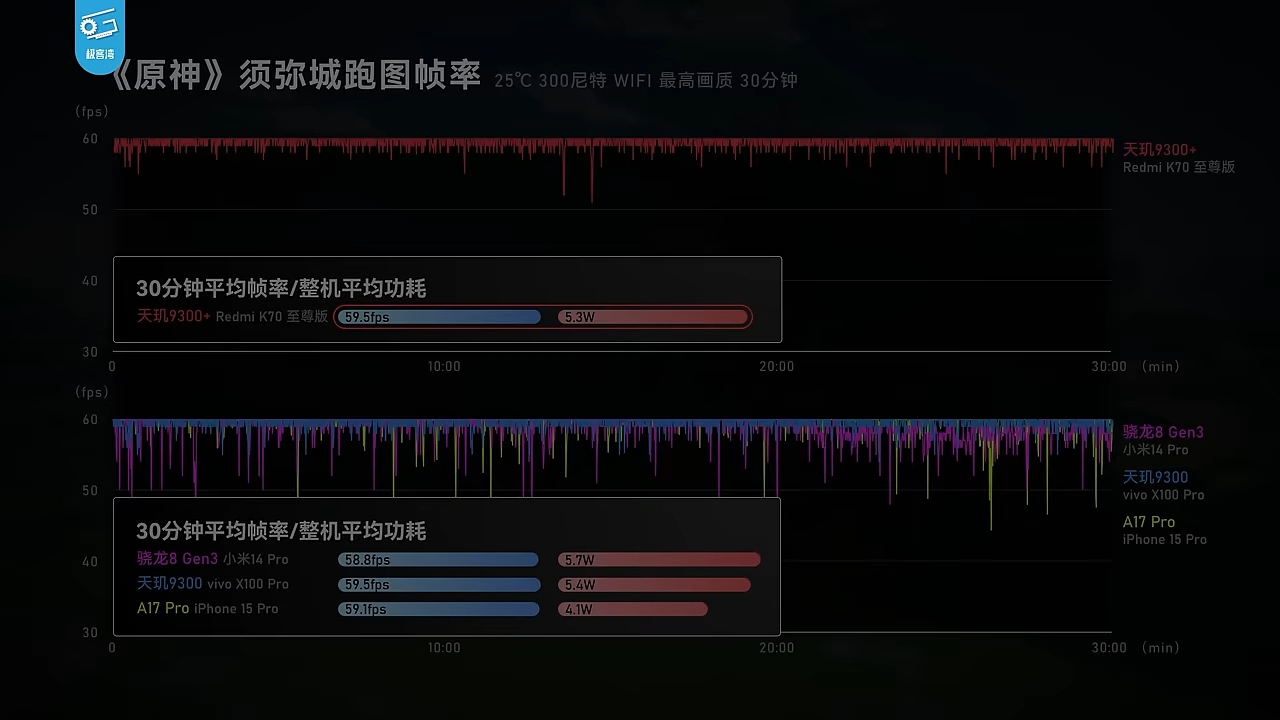 极客湾
《原神》须弥城跑图帧率 25℃ 300尼特 WIFI 最高画质 30分钟
(fps)
60
50
40
30
天玑9300+
Redmi K70 至尊版
30分钟平均帧率/整机平均功耗
天玑9300+ Redmi K70 至尊版 59.5fps 5.3W
0 10:00 20:00 30:00 (min)
(fps)
60
50
40
30
骁龙8 Gen3
小米14 Pro
天玑9300
vivo X100 Pro
A17 Pro
iPhone 15 Pro
30分钟平均帧率/整机平均功耗
骁龙8 Gen3 小米14 Pro 58.8fps 5.7W
天玑9300 vivo X100 Pro 59.5fps 5.4W
A17 Pro iPhone 15 Pro 59.1fps 4.1W
0 10:00 20:00 30:00 (min)